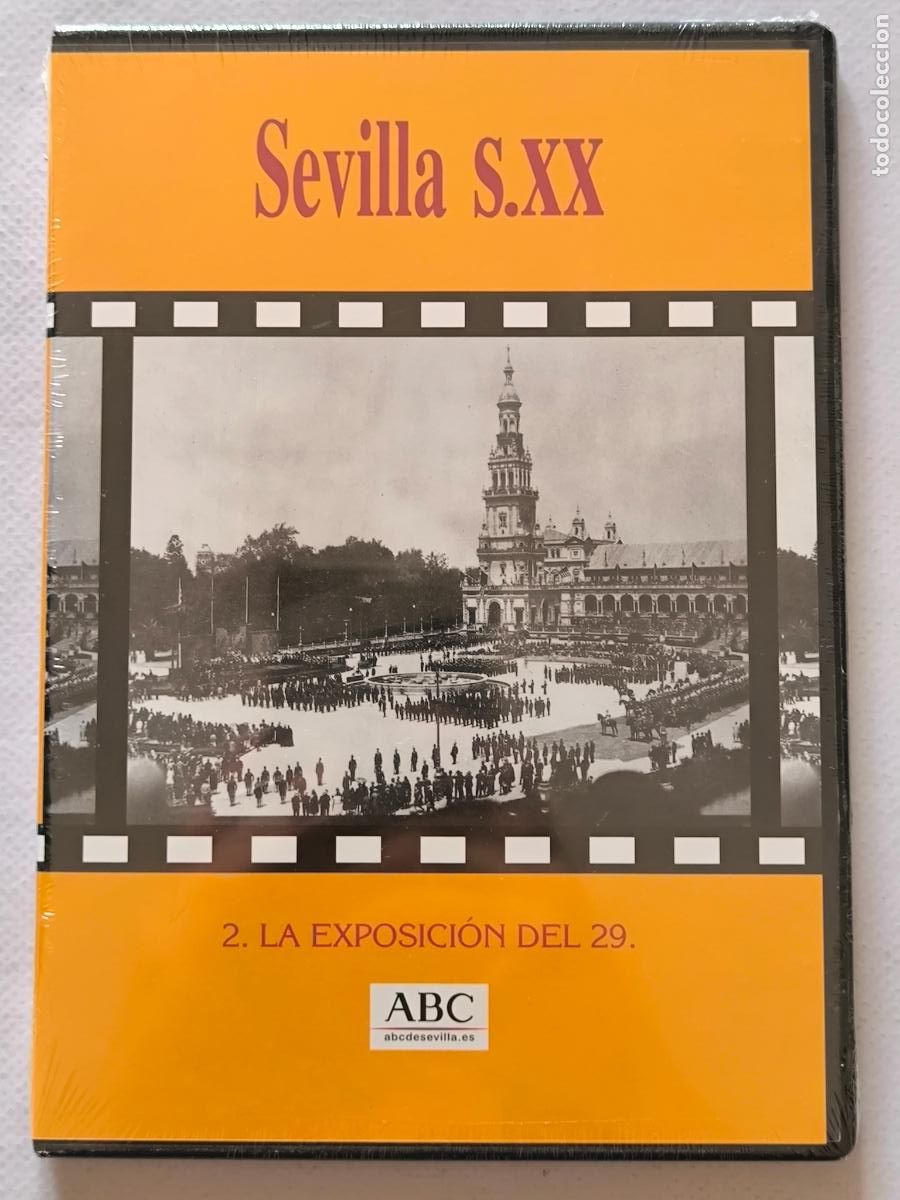 Sevilla S.XX
2. LA EXPOSICIÓN DEL 29.
ABC
abcdesevilla.es
todocoleccion